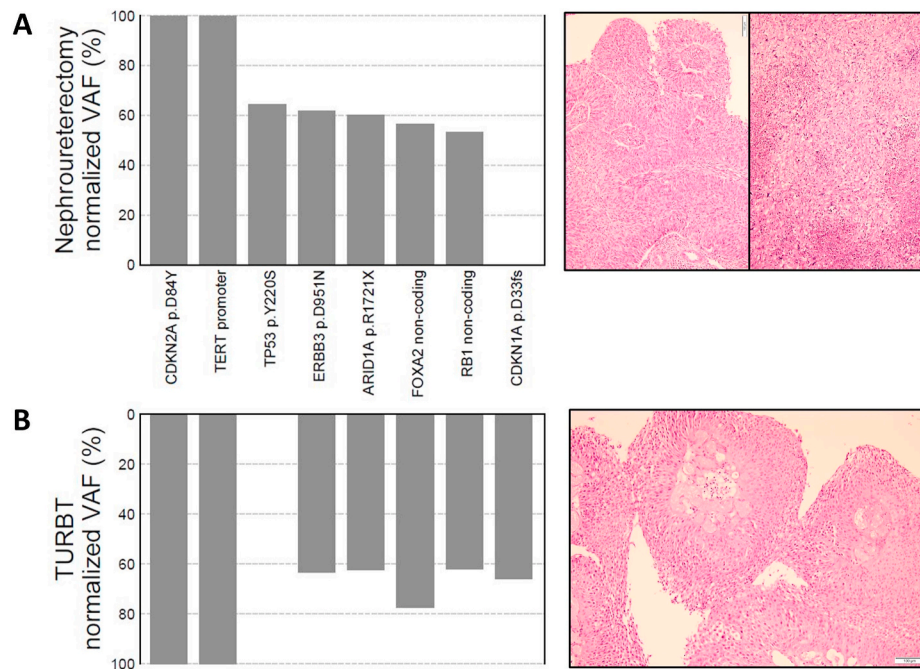 A
Nephroureterectomy
normalized VAF (%)
100
80
60
40
20
0
CDKN2A p.D84Y
TERT promoter
TP53 p.Y220S
ERBB3 p.D951N
ARID1A p.R1721X
FOXA2 non-coding
RB1 non-coding
CDKN1A p.D33fs
B
TURBT
normalized VAF (%)
0
20
40
60
80
100